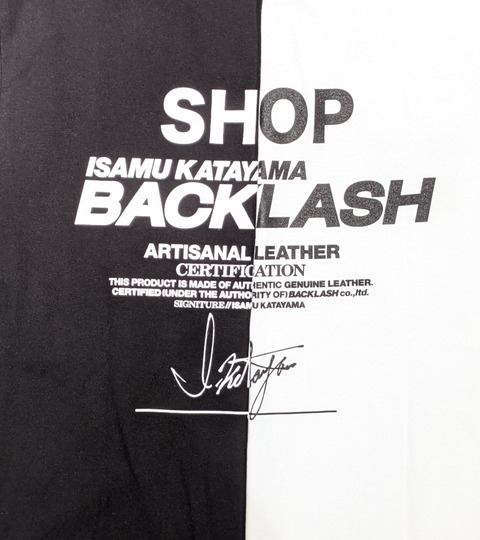 SHOP
ISAMU KATAYAMA
BACKLASH
ARTISANAL LEATHER
CERTIFICATION
THIS PRODUCT IS MADE OF AUTHENTIC GENUINE LEATHER.
CERTIFIED (UNDER THE AUTHORITY OF) BACKLASH co.,ltd.
SIGNITURE//ISAMU KATAYAMA
I.Katayama